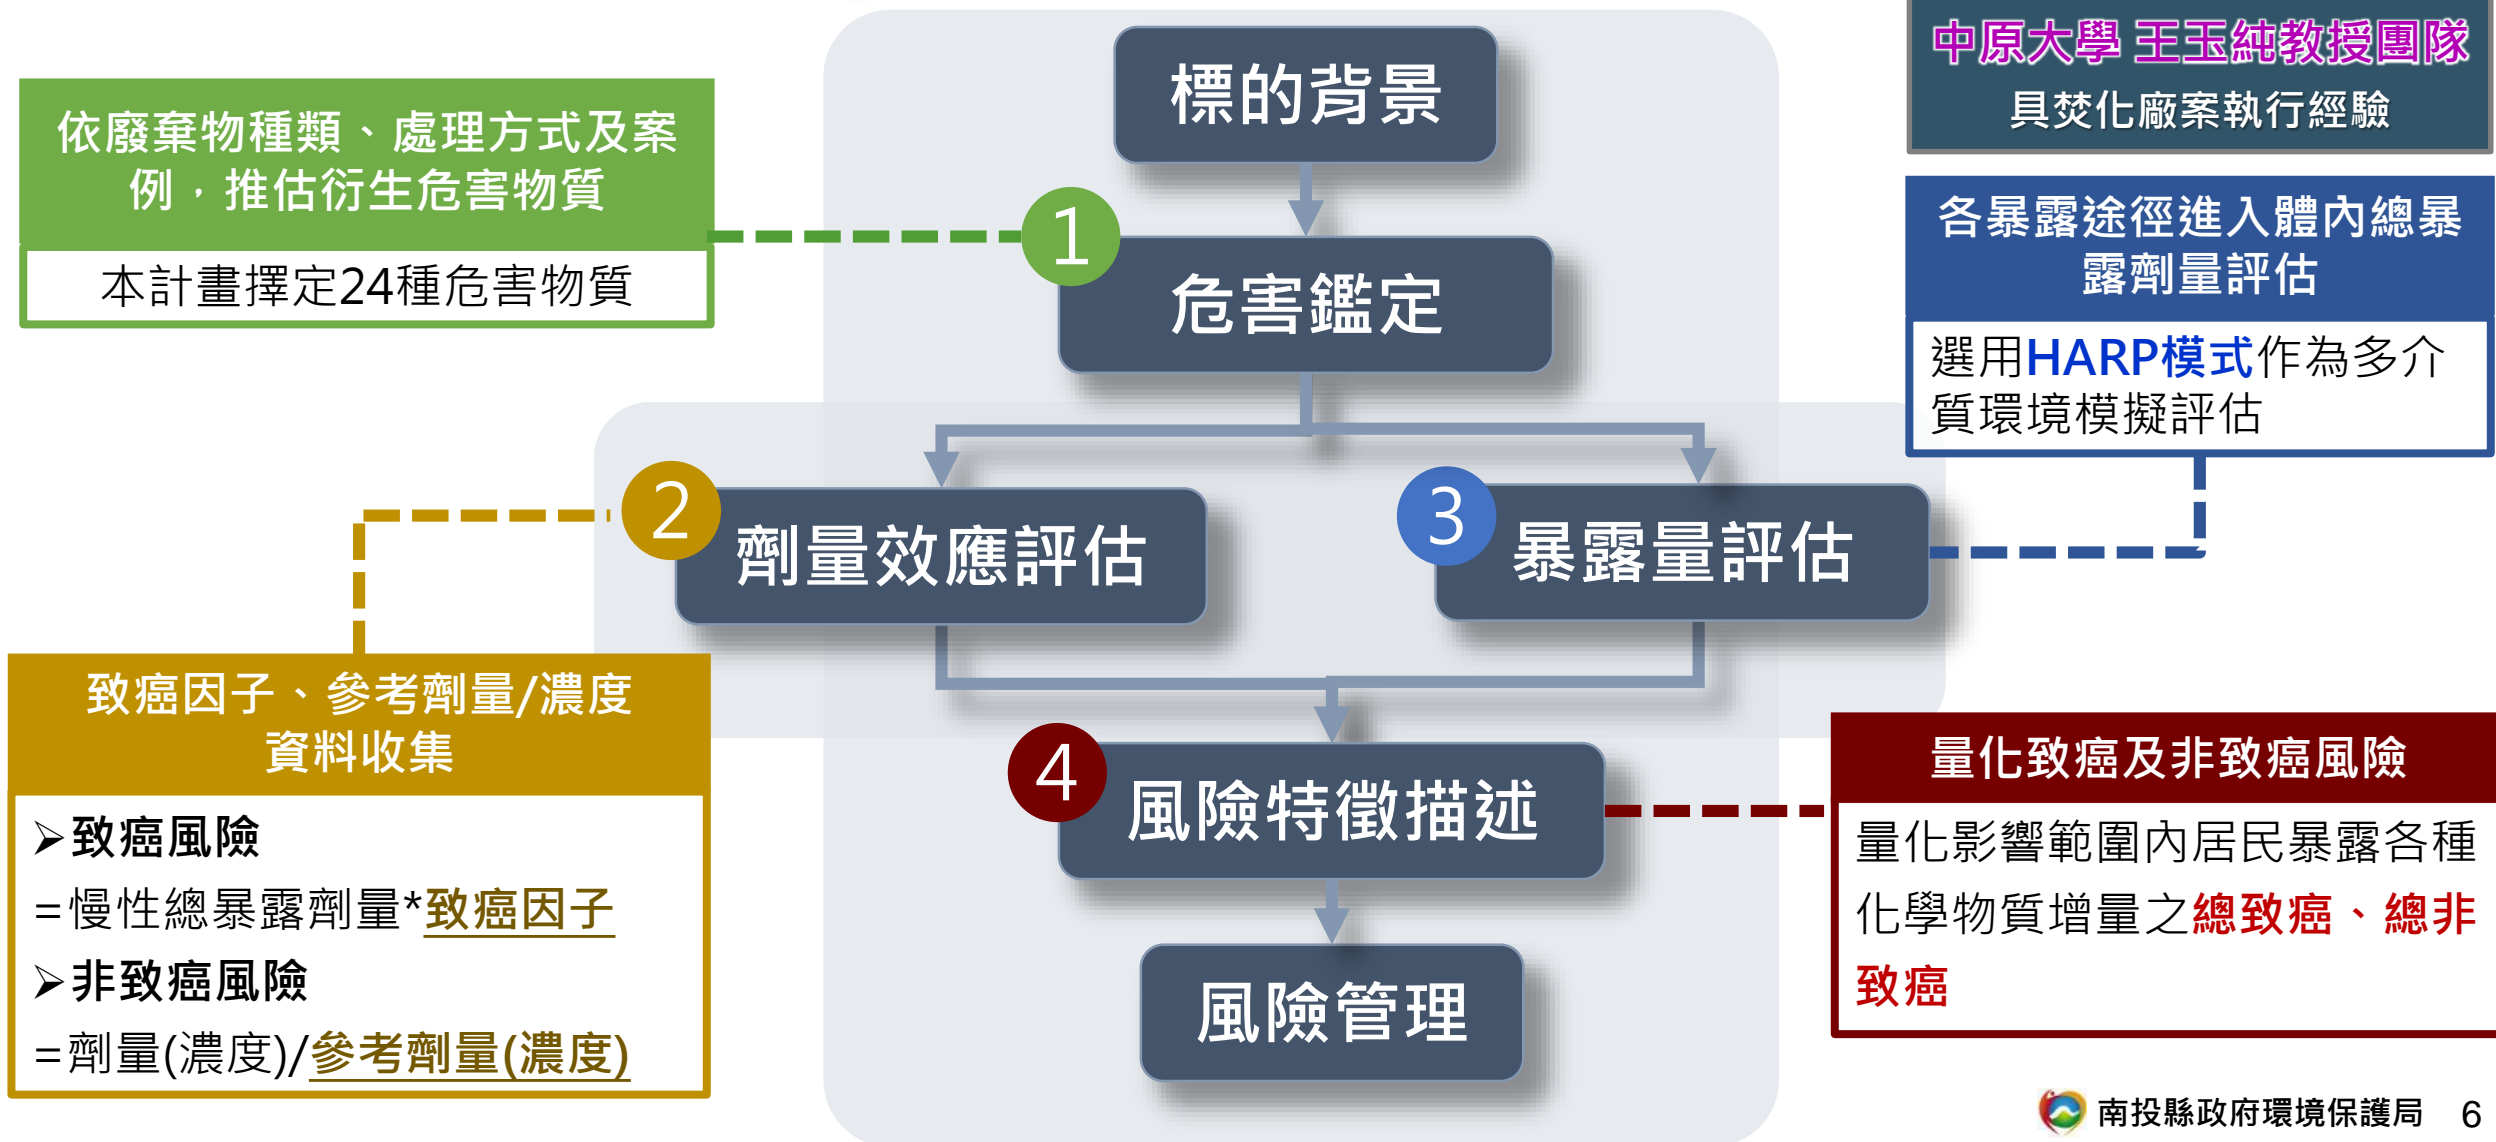 中原大學 王玉純教授團隊
具焚化廠案執行經驗
標的背景
依廢棄物種類、處理方式及案
例，推估衍生危害物質
本計畫擇定24種危害物質
1
危害鑑定
各暴露途徑進入體內總暴
露劑量評估
選用HARP模式作為多介
質環境模擬評估
2
劑量效應評估
3
暴露量評估
致癌因子、參考劑量/濃度
資料收集
➢致癌風險
=慢性總暴露劑量*致癌因子
➢非致癌風險
=劑量(濃度)/參考劑量(濃度)
4
風險特徵描述
量化致癌及非致癌風險
量化影響範圍內居民暴露各種
化學物質增量之總致癌、總非
致癌
風險管理
南投縣政府環境保護局 6